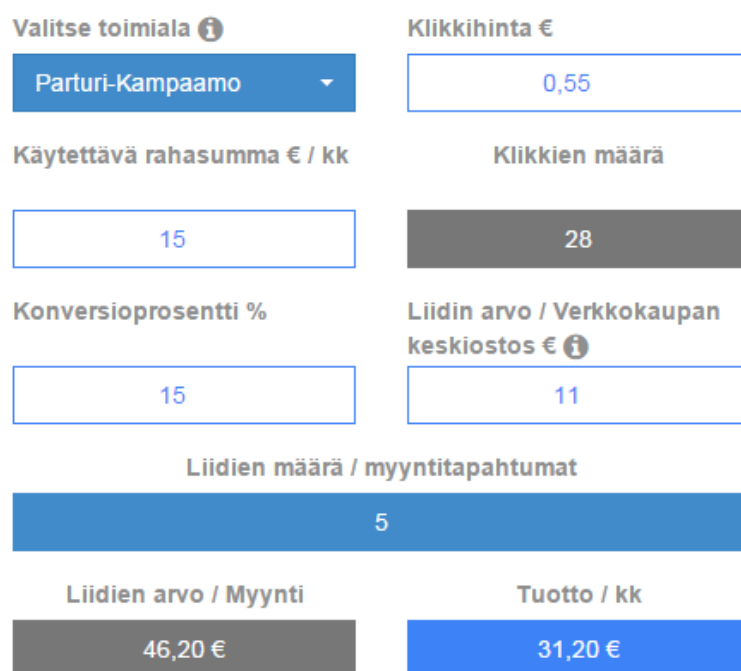 Valitse toimiala
Klikkihinta €
Parturi-Kampaamo
0,55
Käytettävä rahasumma € / kk
Klikkien määrä
15
28
Konversioprosentti %
Liidin arvo / Verkkokaupan
keskiostos €
15
11
Liidien määrä / myyntitapahtumat
5
Liidien arvo / Myynti
Tuotto / kk
46,20 €
31,20 €